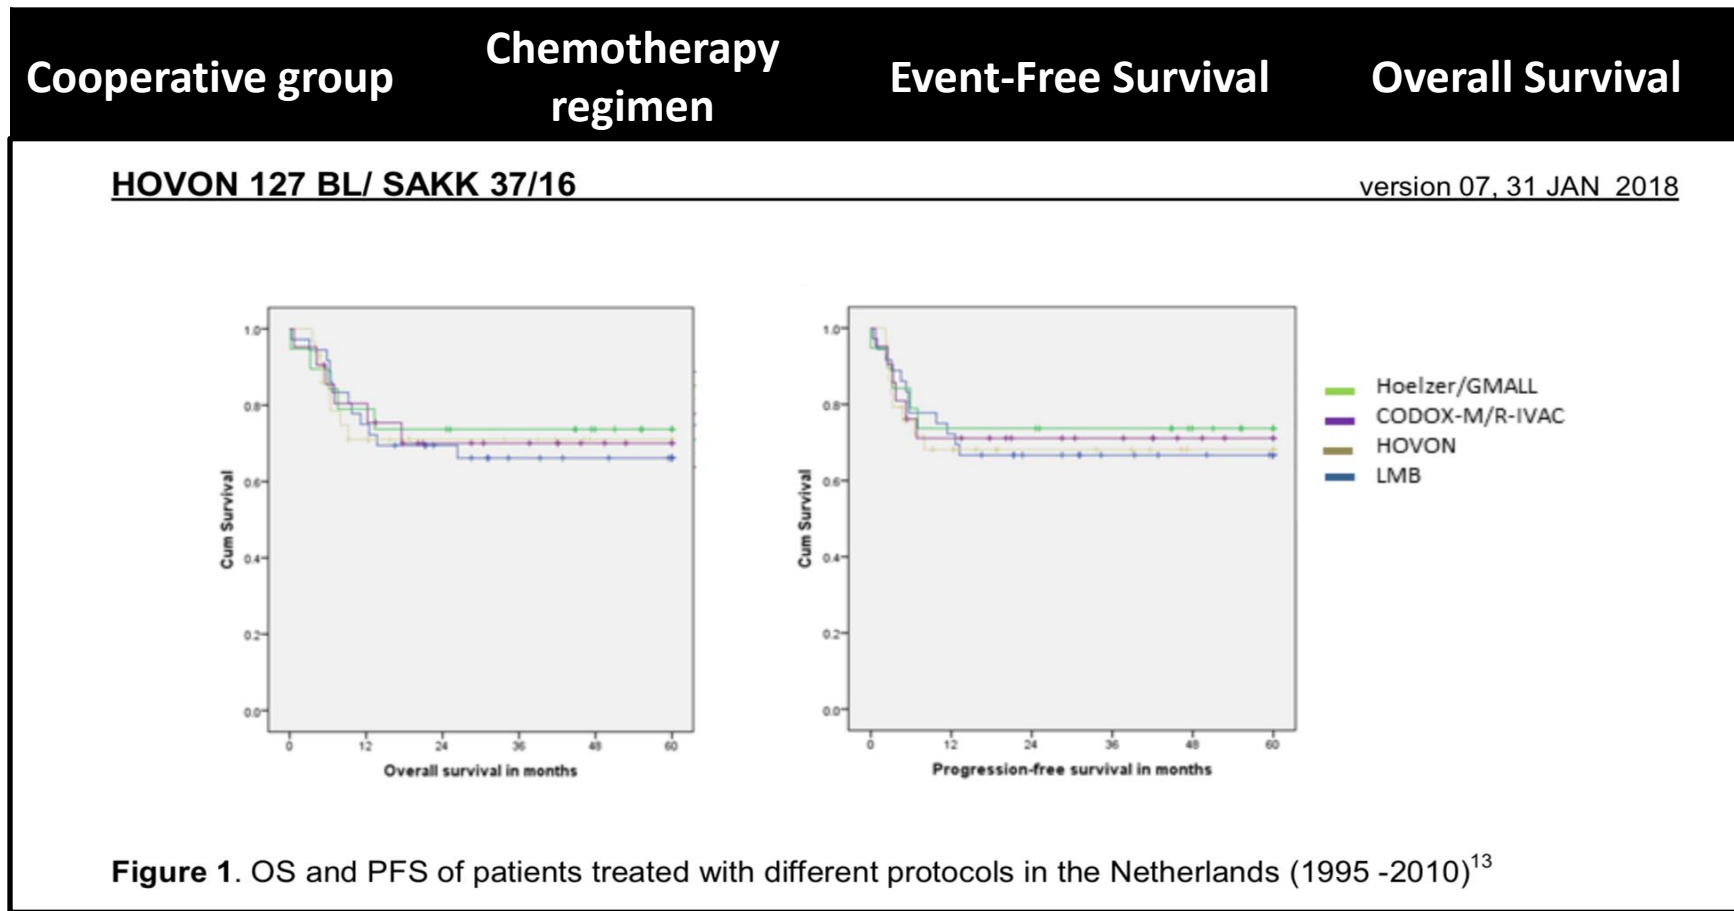 Cooperative group
Chemotherapy
regimen
Event-Free Survival
Overall Survival
HOVON 127 BL/ SAKK 37/16
version 07, 31 JAN 2018
1.0
0.8
0.6
0.4
0.2
0.0
Cum Survival
0 12 24 36 48 60
Overall survival in months
1.0
0.8
0.6
0.4
0.2
0.0
Cum Survival
0 12 24 36 48 60
Progression-free survival in months
Hoelzer/GMALL
CODOX-M/R-IVAC
HOVON
LMB
Figure 1. OS and PFS of patients treated with different protocols in the Netherlands (1995 -2010)13